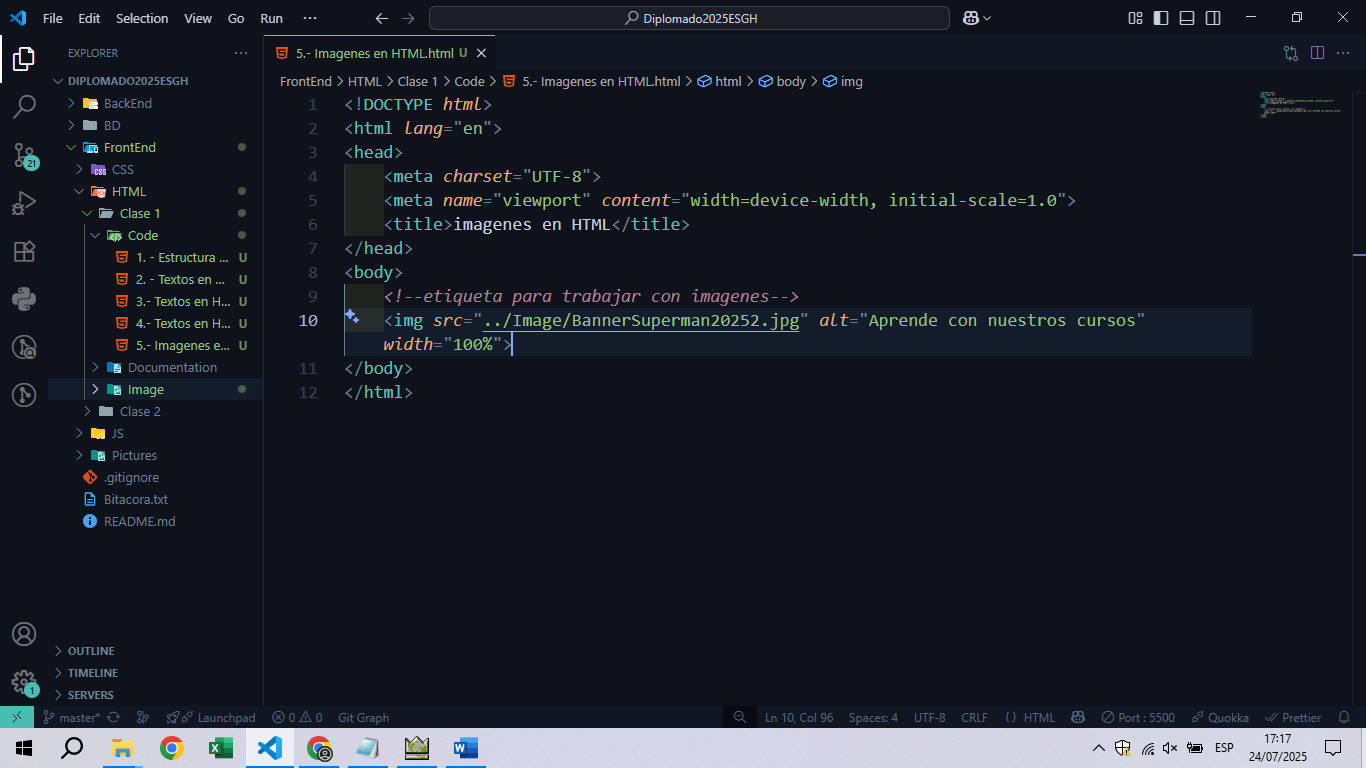 File Edit Selection View Go Run ··· Diplomado2025ESGH
EXPLORER ···
DIPLOMADO2025ESGH
BackEnd
BD
FrontEnd
CSS
HTML
Clase 1
Code
1. - Estructura ... U
2. - Textos en ... U
3.- Textos en H... U
4.- Textos en H... U
5.- Imagenes e... U
Documentation
Image
Clase 2
JS
Pictures
.gitignore
Bitacora.txt
README.md
OUTLINE
TIMELINE
SERVERS
21
1
5.- Imagenes en HTML.html U
FrontEnd > HTML > Clase 1 > Code > 5.- Imagenes en HTML.html > html > body > img
1 <!DOCTYPE html>
2 <html lang="en">
3 <head>
4 <meta charset="UTF-8">
5 <meta name="viewport" content="width=device-width, initial-scale=1.0">
6 <title>imagenes en HTML</title>
7 </head>
8 <body>
9 <!--etiqueta para trabajar con imagenes-->
10 <img src="../Image/BannerSuperman20252.jpg" alt="Aprende con nuestros cursos"
width="100%">
11 </body>
12 </html>
master* Launchpad 0 0 Git Graph Ln 10, Col 96 Spaces: 4 UTF-8 CRLF {} HTML Port : 5500 Quokka Prettier
ESP 17:17
24/07/2025